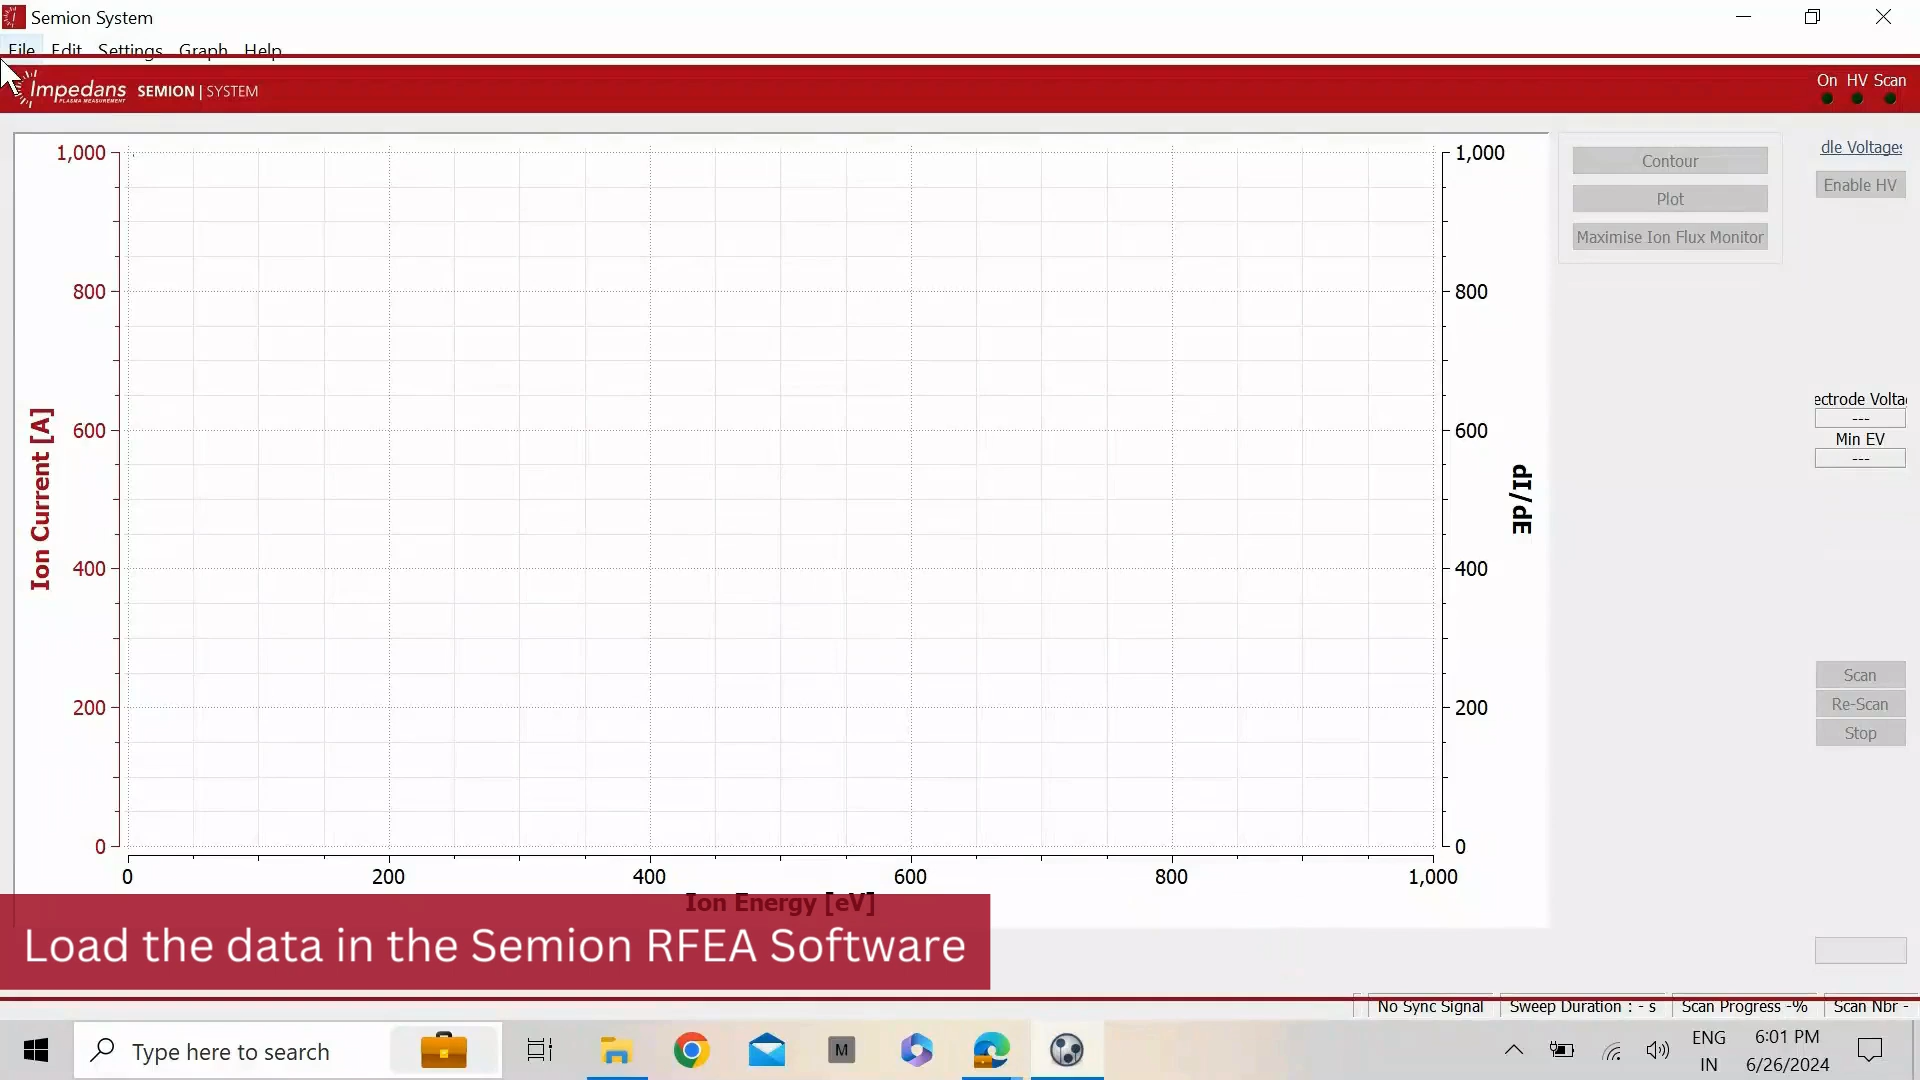 Semion System
File Edit Settings Graph Help
Impedans PLASMA MEASUREMENT SEMION | SYSTEM
On HV Scan
1,000
800
600
400
200
0
Ion Current [A]
0 200 400 600 800 1,000
Ion Energy [eV]
1,000
800
600
400
200
0
dI/dE
Contour
Plot
Maximise Ion Flux Monitor
dle Voltages
Enable HV
ectrode Volta
---
Min EV
---
Scan
Re-Scan
Stop
Load the data in the Semion RFEA Software
No Sync Signal Sweep Duration : - s Scan Progress -% Scan Nbr -
Type here to search
M
ENG
IN
6:01 PM
6/26/2024